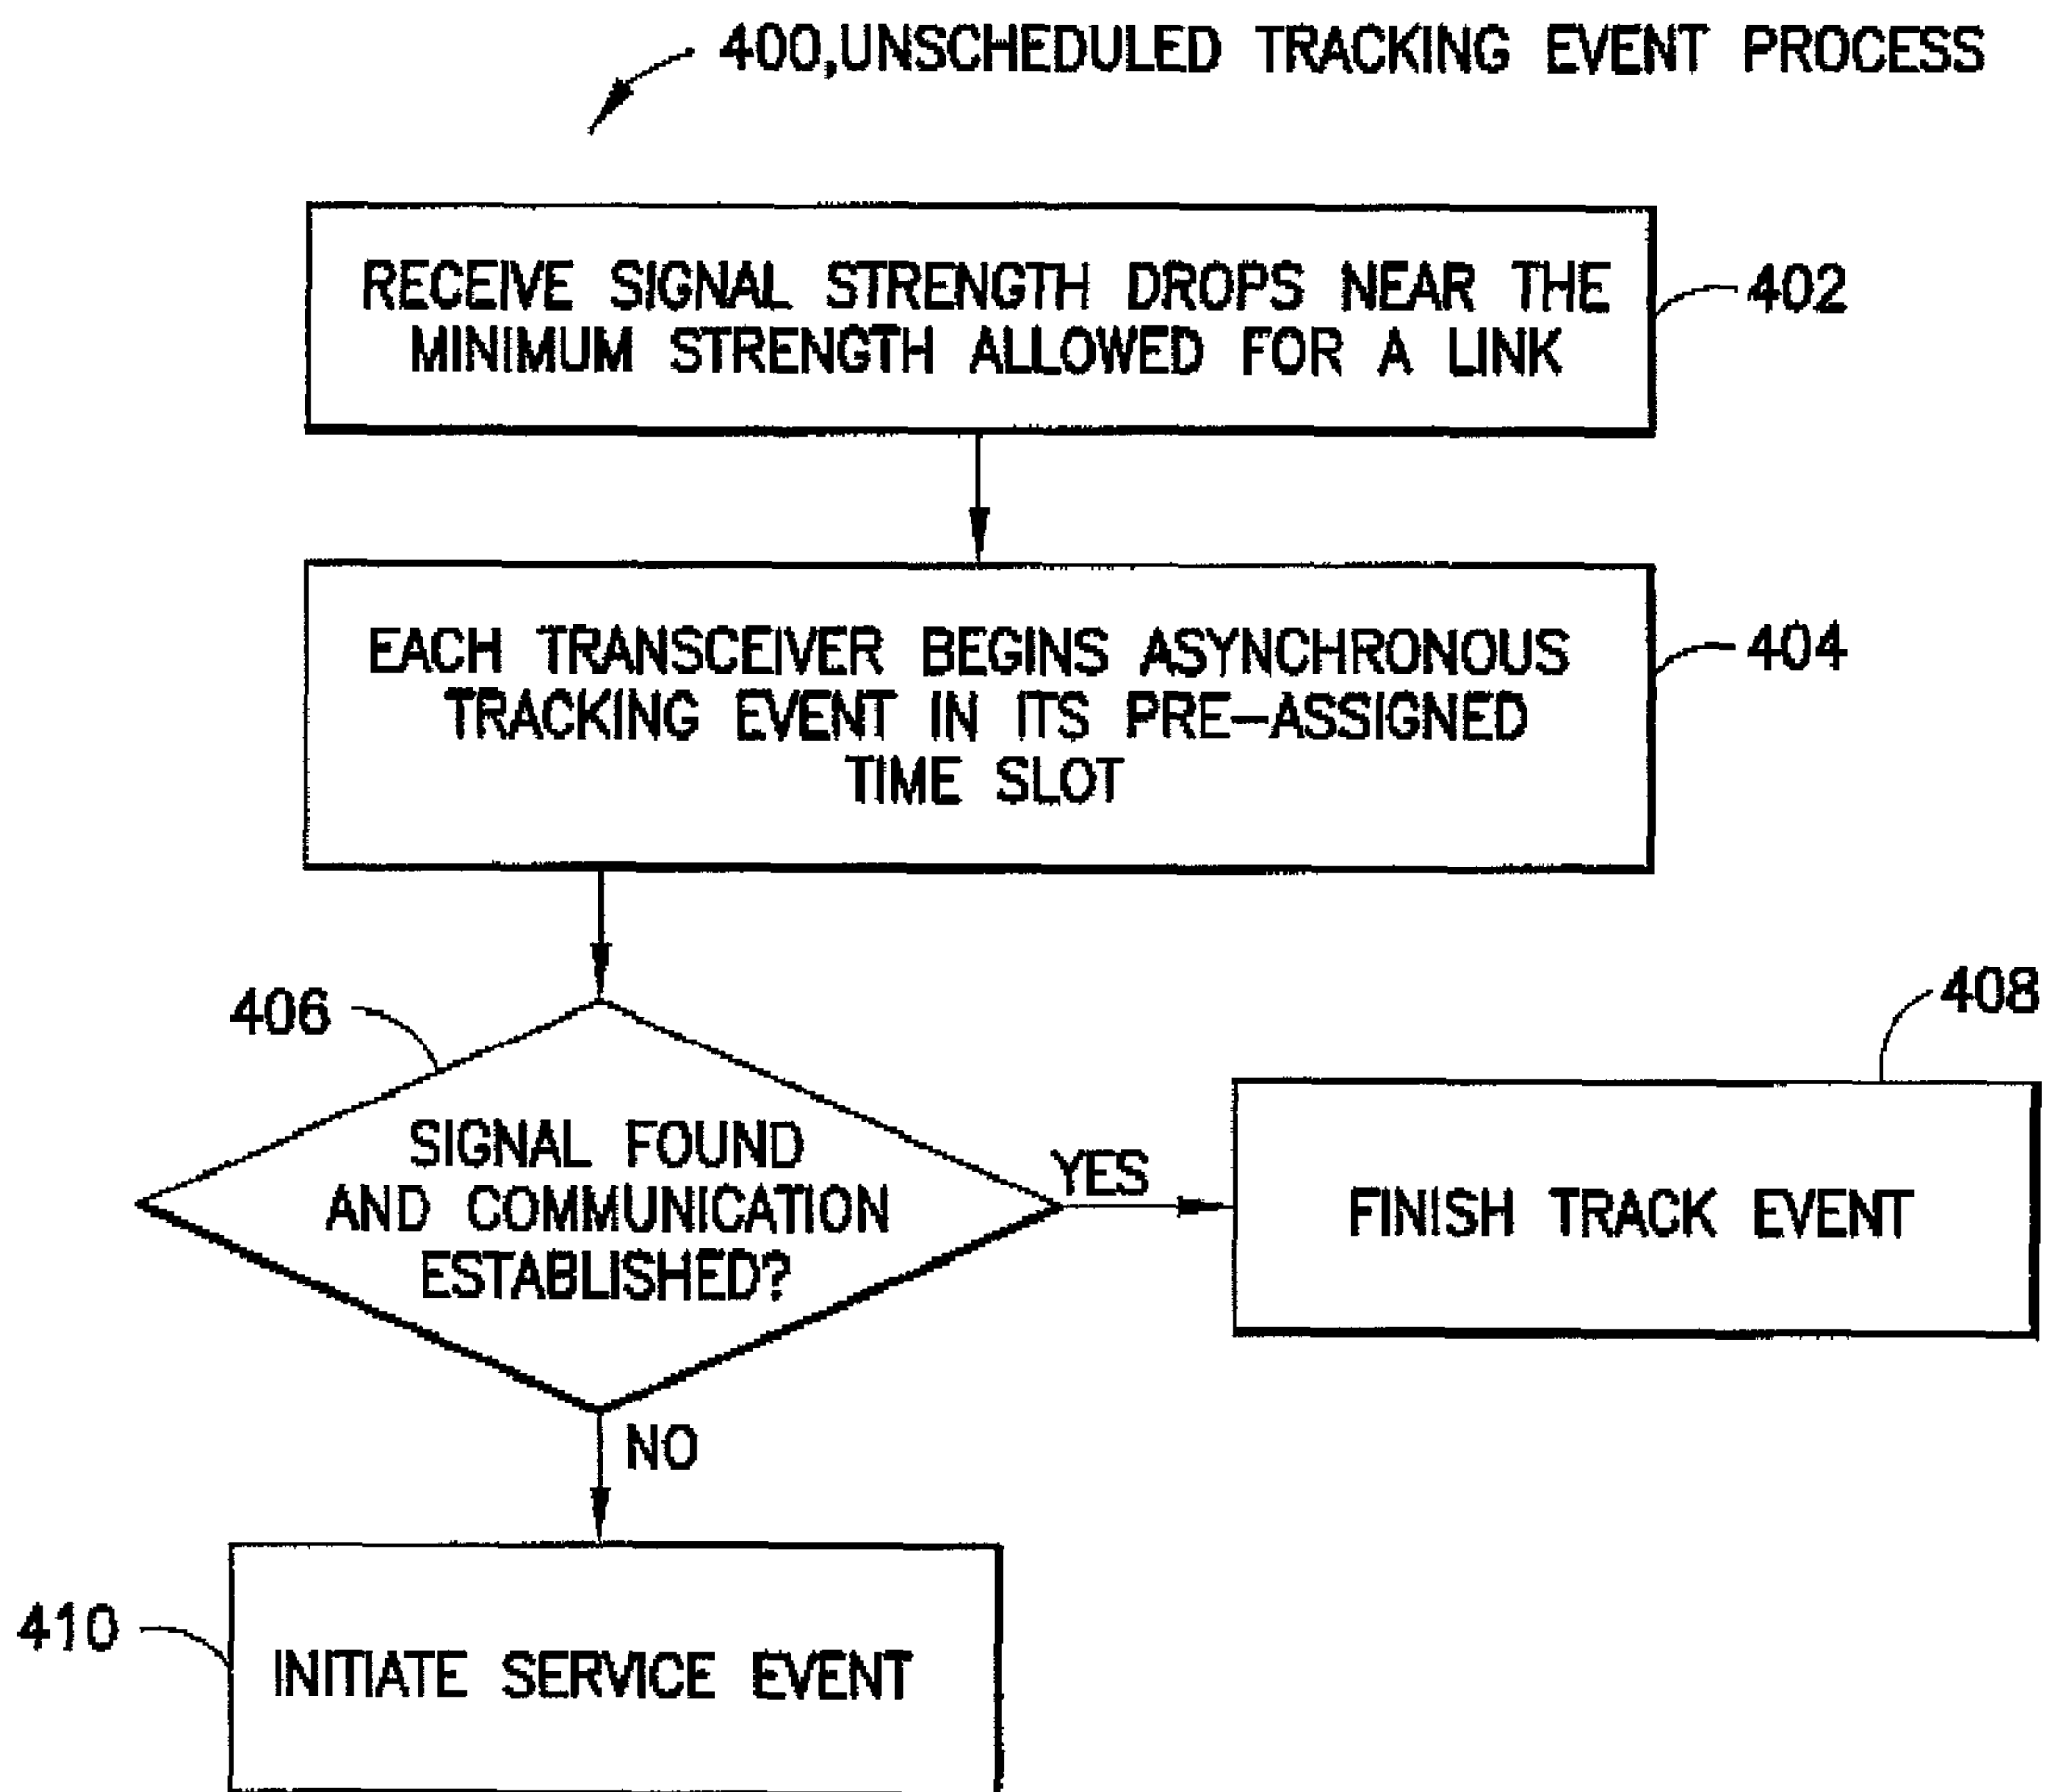 400,UNSCHEDULED TRACKING EVENT PROCESS
RECEIVE SIGNAL STRENGTH DROPS NEAR THE
MINIMUM STRENGTH ALLOWED FOR A LINK
402
EACH TRANSCEIVER BEGINS ASYNCHRONOUS
TRACKING EVENT IN ITS PRE-ASSIGNED
TIME SLOT
404
406
SIGNAL FOUND
AND COMMUNICATION
ESTABLISHED?
YES
408
FINISH TRACK EVENT
NO
410
INITIATE SERVICE EVENT